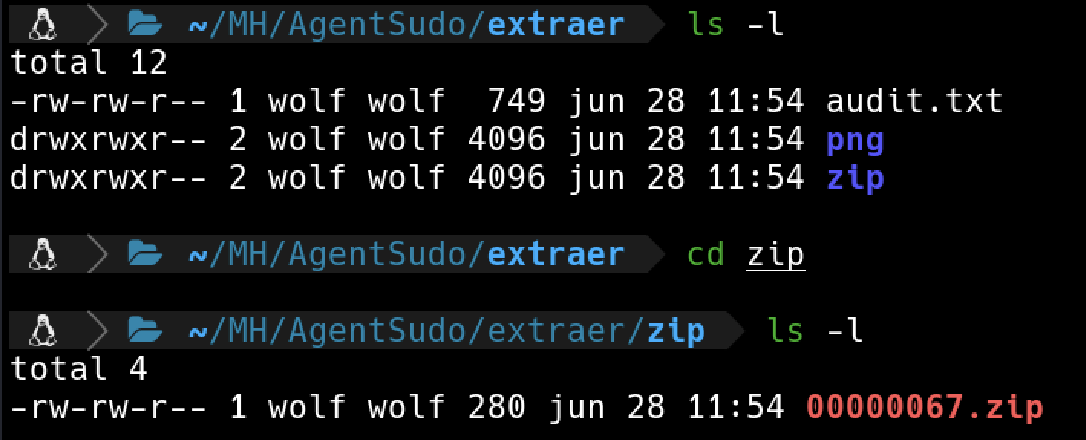 ~/MH/AgentSudo/extraer ls -l
total 12
-rw-rw-r-- 1 wolf wolf  749 jun 28 11:54 audit.txt
drwxrwxr-- 2 wolf wolf 4096 jun 28 11:54 png
drwxrwxr-- 2 wolf wolf 4096 jun 28 11:54 zip
~/MH/AgentSudo/extraer cd zip
~/MH/AgentSudo/extraer/zip ls -l
total 4
-rw-rw-r-- 1 wolf wolf 280 jun 28 11:54 00000067.zip